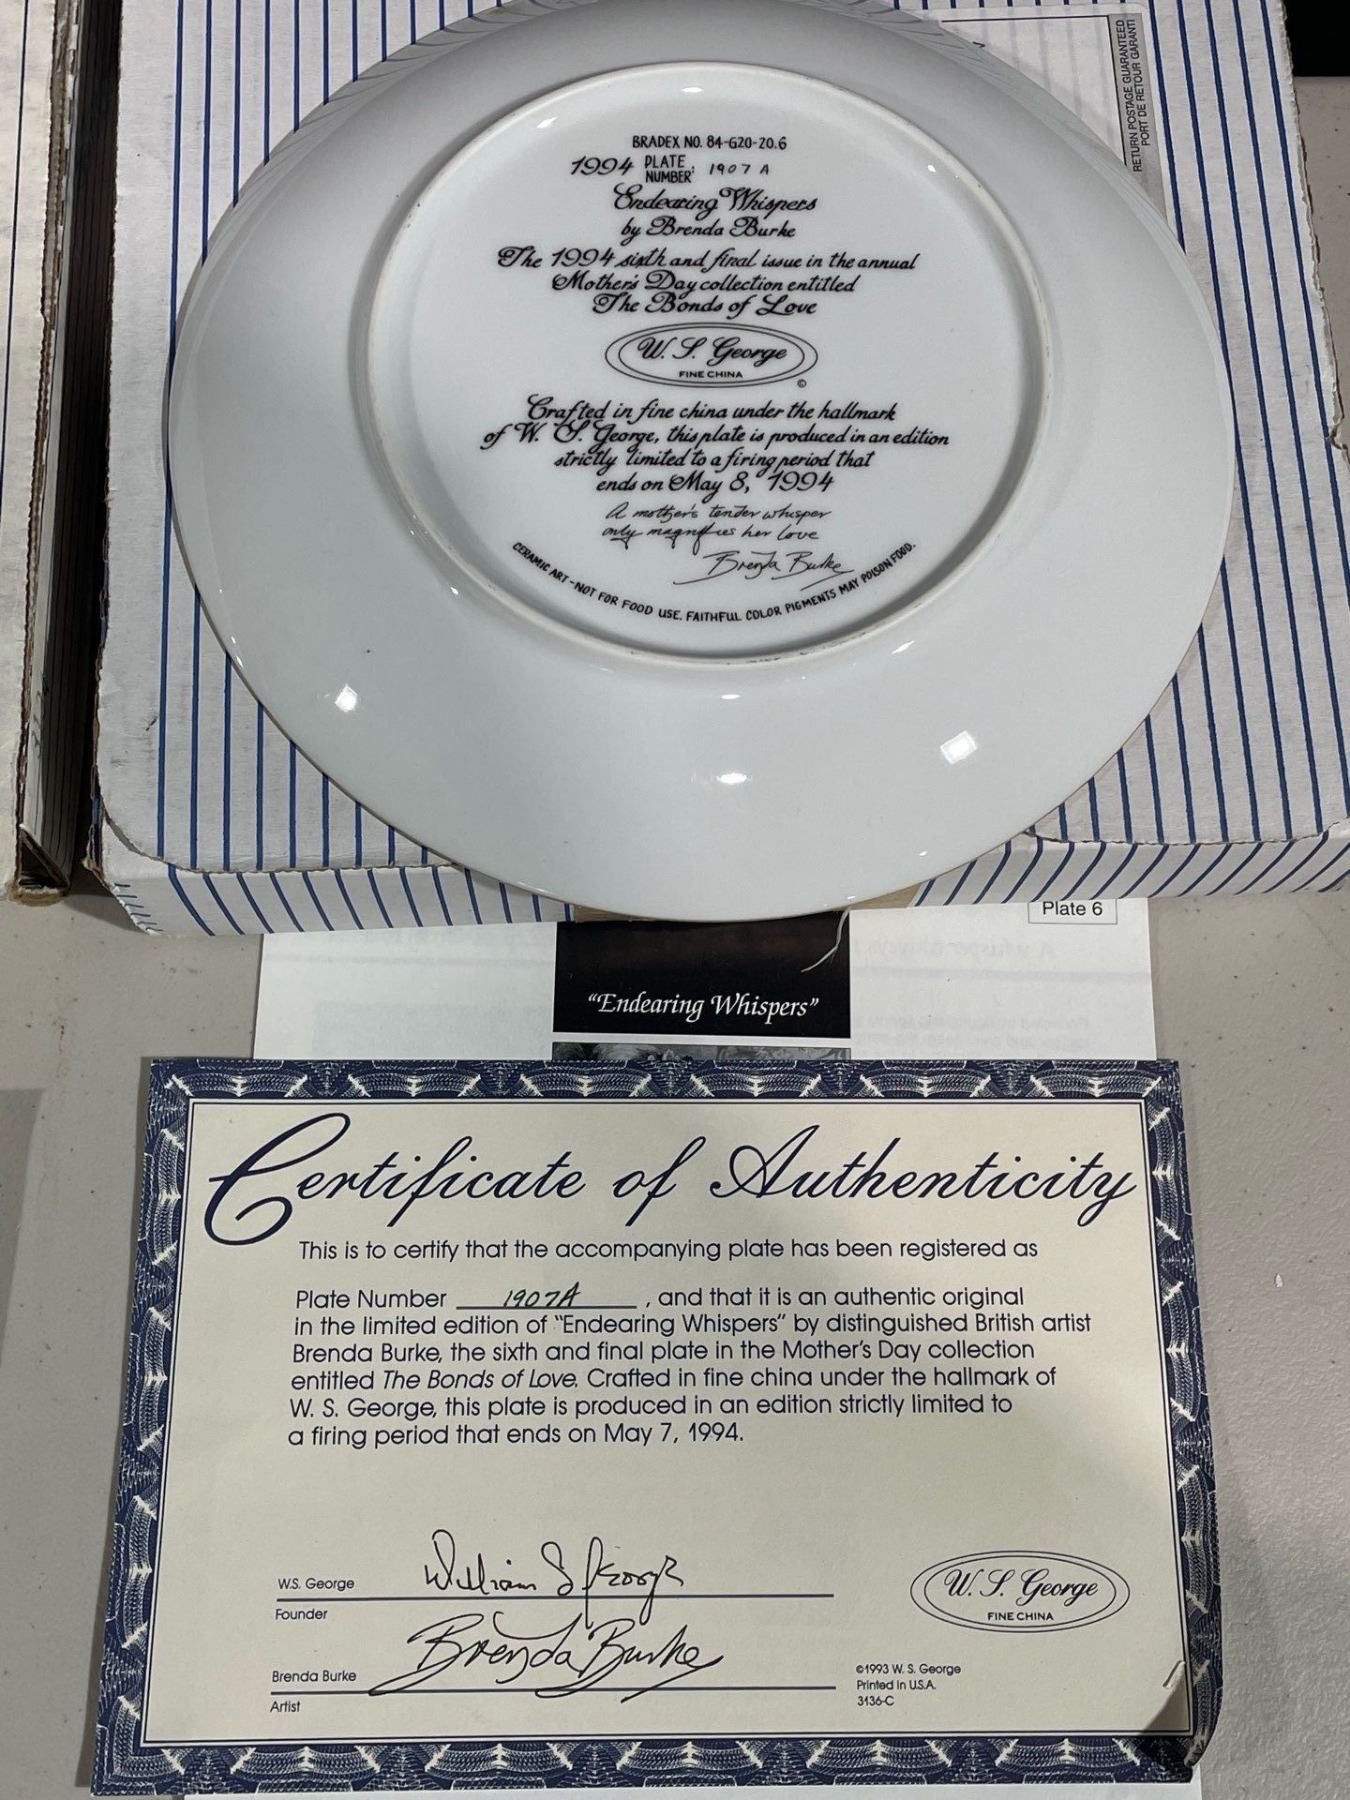 RETURN POSTAGE GUARANTEED
PORT DE RETOUR GARANTI
BRADEX NO. 84-G20-20.6
1994 PLATE NUMBER: 1907 A
Endearing Whispers
by Brenda Burke
The 1994 sixth and final issue in the annual
Mother's Day collection entitled
The Bonds of Love
W. S. George
FINE CHINA
©
Crafted in fine china under the hallmark
of W. S. George, this plate is produced in an edition
strictly limited to a firing period that
ends on May 8, 1994
A mother's tender whisper
only magnifies her love
Brenda Burke
CERAMIC ART - NOT FOR FOOD USE. FAITHFUL COLOR PIGMENTS MAY POISON FOOD.
Plate 6
"Endearing Whispers"
Certificate of Authenticity
This is to certify that the accompanying plate has been registered as
Plate Number 1907A, and that it is an authentic original
in the limited edition of "Endearing Whispers" by distinguished British artist
Brenda Burke, the sixth and final plate in the Mother's Day collection
entitled The Bonds of Love. Crafted in fine china under the hallmark of
W. S. George, this plate is produced in an edition strictly limited to
a firing period that ends on May 7, 1994.
W.S. George William S George
Founder
Brenda Burke Brenda Burke
Artist
W. S. George
FINE CHINA
©1993 W. S. George
Printed in U.S.A.
3136-C